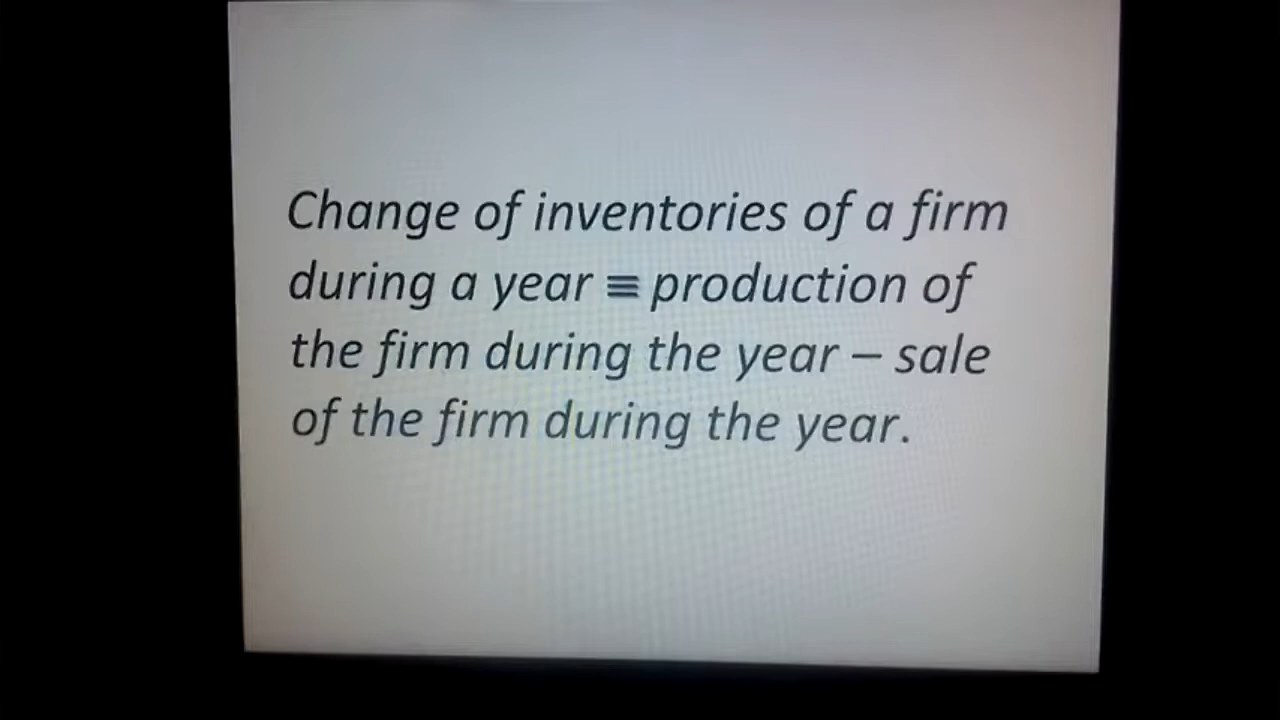 Change of inventories of a firm
during a year ≡ production of
the firm during the year – sale
of the firm during the year.